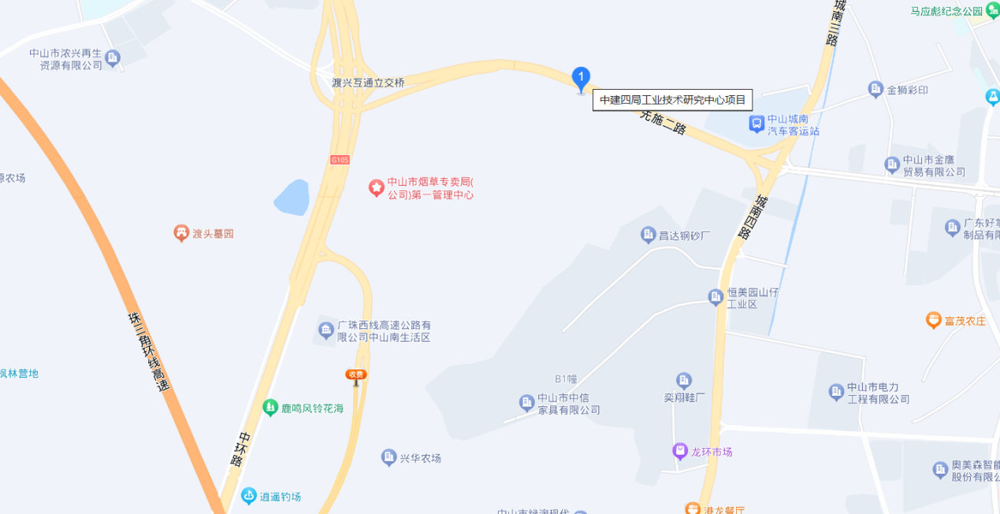 马应彪纪念公园
城南三路
中山市浓兴再生
资源有限公司
渡兴互通立交桥
1
中建四局工业技术研究中心项目
金狮彩印
先施二路
中山城南
汽车客运站
G105
中山市金鹰
贸易有限公司
源农场
中山市烟草专卖局(
公司)第一管理中心
城南四路
渡头墓园
昌达钢砂厂
广东好掌
制品有限
恒美园山仔
工业区
富茂农庄
广珠西线高速公路有
限公司中山南生活区
珠三角环线高速
枫林营地
收费
B1幢
中山市中信
家具有限公司
奕翔鞋厂
中山市电力
工程有限公司
鹿鸣风铃花海
中环路
兴华农场
龙环市场
奥美森智能
股份有限公
逍遥钓场
港龙餐厅